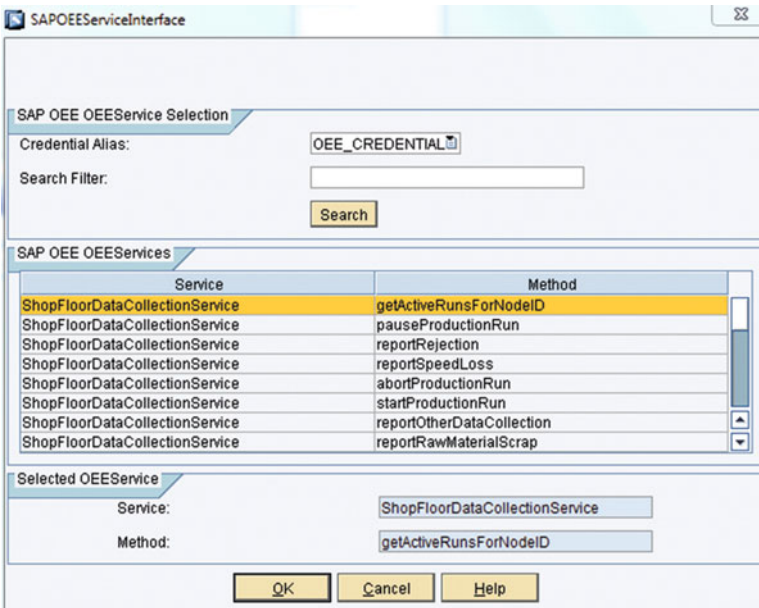 SAPOEEServiceInterface
SAP OEE OEEService Selection
Credential Alias: OEE_CREDENTIAL
Search Filter:
Search
SAP OEE OEEServices
Service Method
ShopFloorDataCollectionService getActiveRunsForNodeID
ShopFloorDataCollectionService pauseProductionRun
ShopFloorDataCollectionService reportRejection
ShopFloorDataCollectionService reportSpeedLoss
ShopFloorDataCollectionService abortProductionRun
ShopFloorDataCollectionService startProductionRun
ShopFloorDataCollectionService reportOtherDataCollection
ShopFloorDataCollectionService reportRawMaterialScrap
Selected OEEService
Service: ShopFloorDataCollectionService
Method: getActiveRunsForNodeID
OK Cancel Help